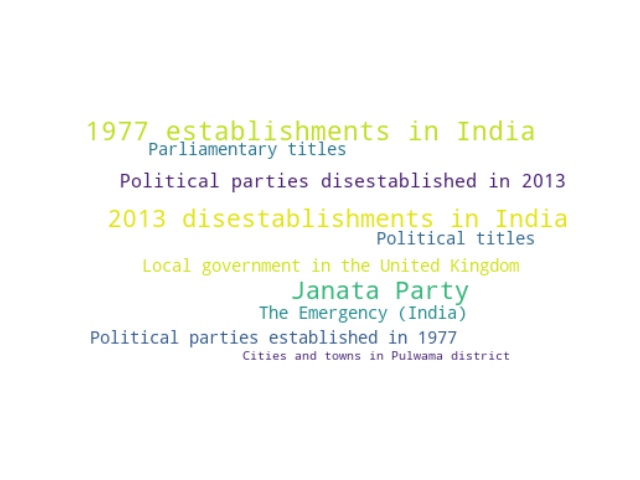 1977 establishments in India
Parliamentary titles
Political parties disestablished in 2013
2013 disestablishments in India
Political titles
Local government in the United Kingdom
Janata Party
The Emergency (India)
Political parties established in 1977
Cities and towns in Pulwama district